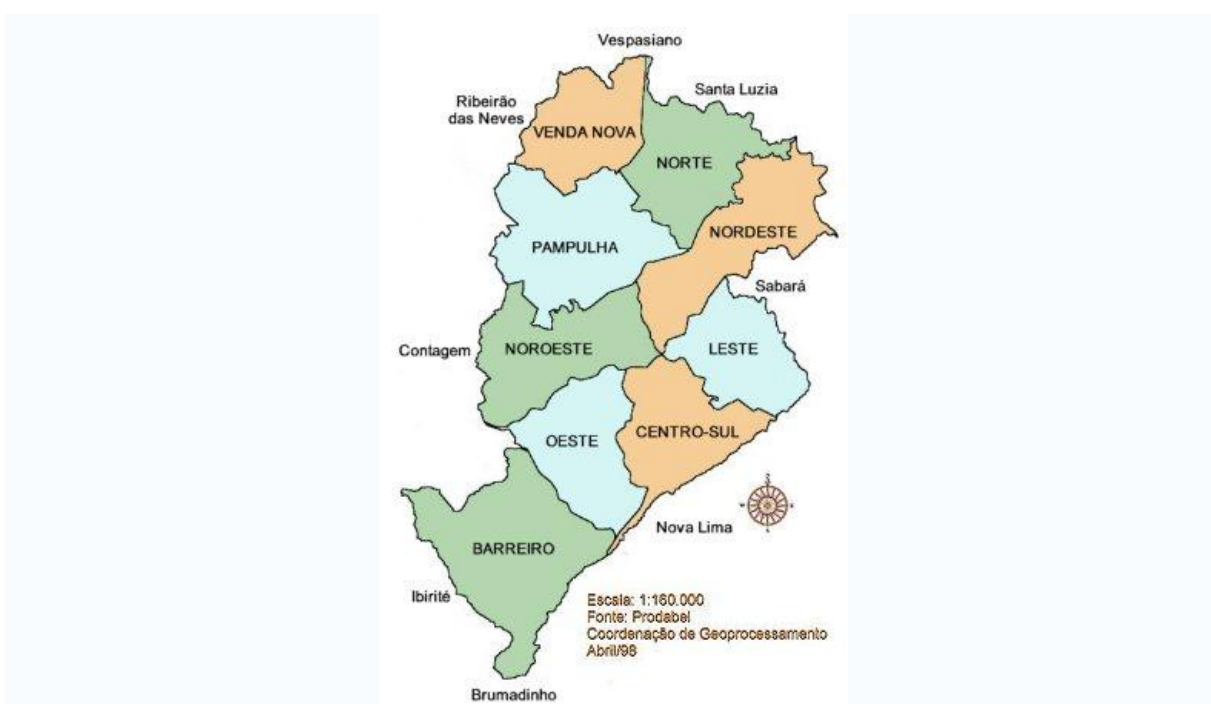 Vespasiano
Santa Luzia
Ribeirão
das Neves
VENDA NOVA
NORTE
NORDESTE
PAMPULHA
Sabará
Contagem
NOROESTE
LESTE
OESTE
CENTRO-SUL
Nova Lima
BARREIRO
Ibirité
Escala: 1:160.000
Fonte: Prodabel
Coordenação de Geoprocessamento
Abril/98
Brumadinho